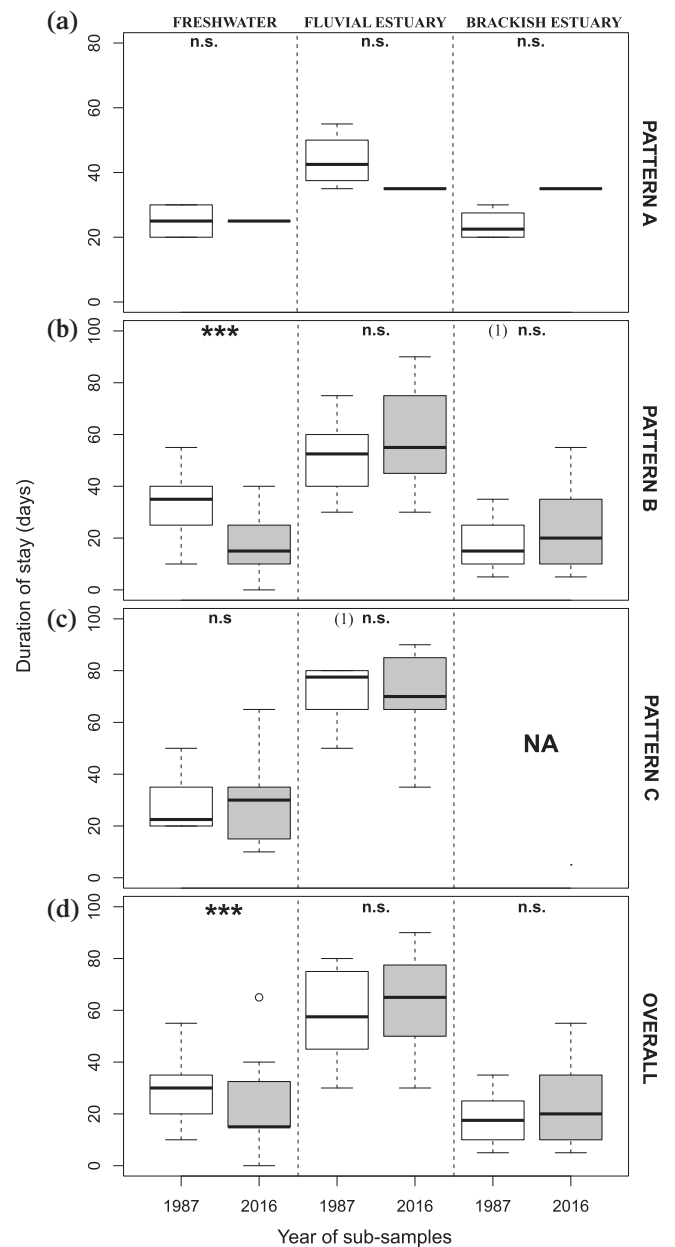 (a)
FRESHWATER FLUVIAL ESTUARY BRACKISH ESTUARY
n.s. n.s. n.s.
80
60
40
20
0
PATTERN A
(b)
*** n.s. (1) n.s.
100
80
60
40
20
0
PATTERN B
(c)
n.s (1) n.s.
100
80
60
40
20
0
NA
PATTERN C
(d)
*** n.s. n.s.
100
80
60
40
20
0
OVERALL
Duration of stay (days)
1987 2016 1987 2016 1987 2016
Year of sub-samples